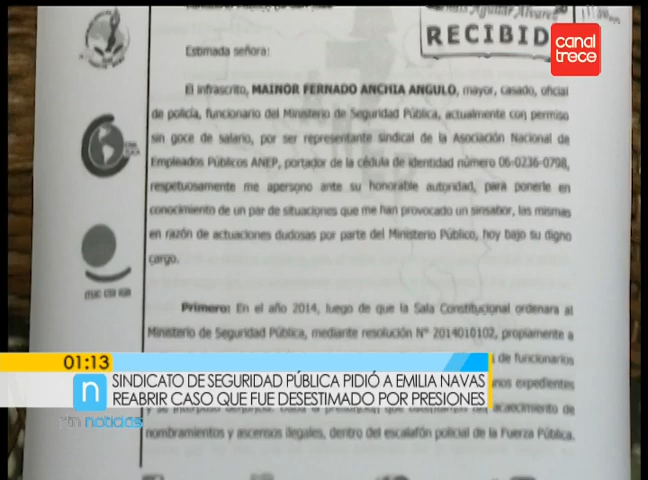 Estimada señora:
RECIBID
canal
trece
El infrascrito, MAINOR FERNADO ANCHIA ANGULO, mayor, casado, oficial
de policía, funcionario del Ministerio de Seguridad Pública, actualmente con permiso
sin goce de salario, por ser representante sindical de la Asociación Nacional de
Empleados Públicos ANEP, portador de la cédula de identidad número 06-0236-0798,
respetuosamente me apersono ante su honorable autoridad, para ponerle en
conocimiento de un par de situaciones que me han provocado un sinsabor, las mismas
en razón de actuaciones dudosas por parte del Ministerio Público, hoy bajo su digno
cargo.
Primero: En el año 2014, luego de que la Sala Constitucional ordenara al
Ministerio de Seguridad Pública, mediante resolución N° 2014010102, propiamente a
de funcionarios
expedientes
acaecimiento de
nombramientos y ascensos ilegales, dentro del escalafón policial de la Fuerza Pública.
01:13
n
SINDICATO DE SEGURIDAD PÚBLICA PIDIÓ A EMILIA NAVAS
REABRIR CASO QUE FUE DESESTIMADO POR PRESIONES
rtn noticias